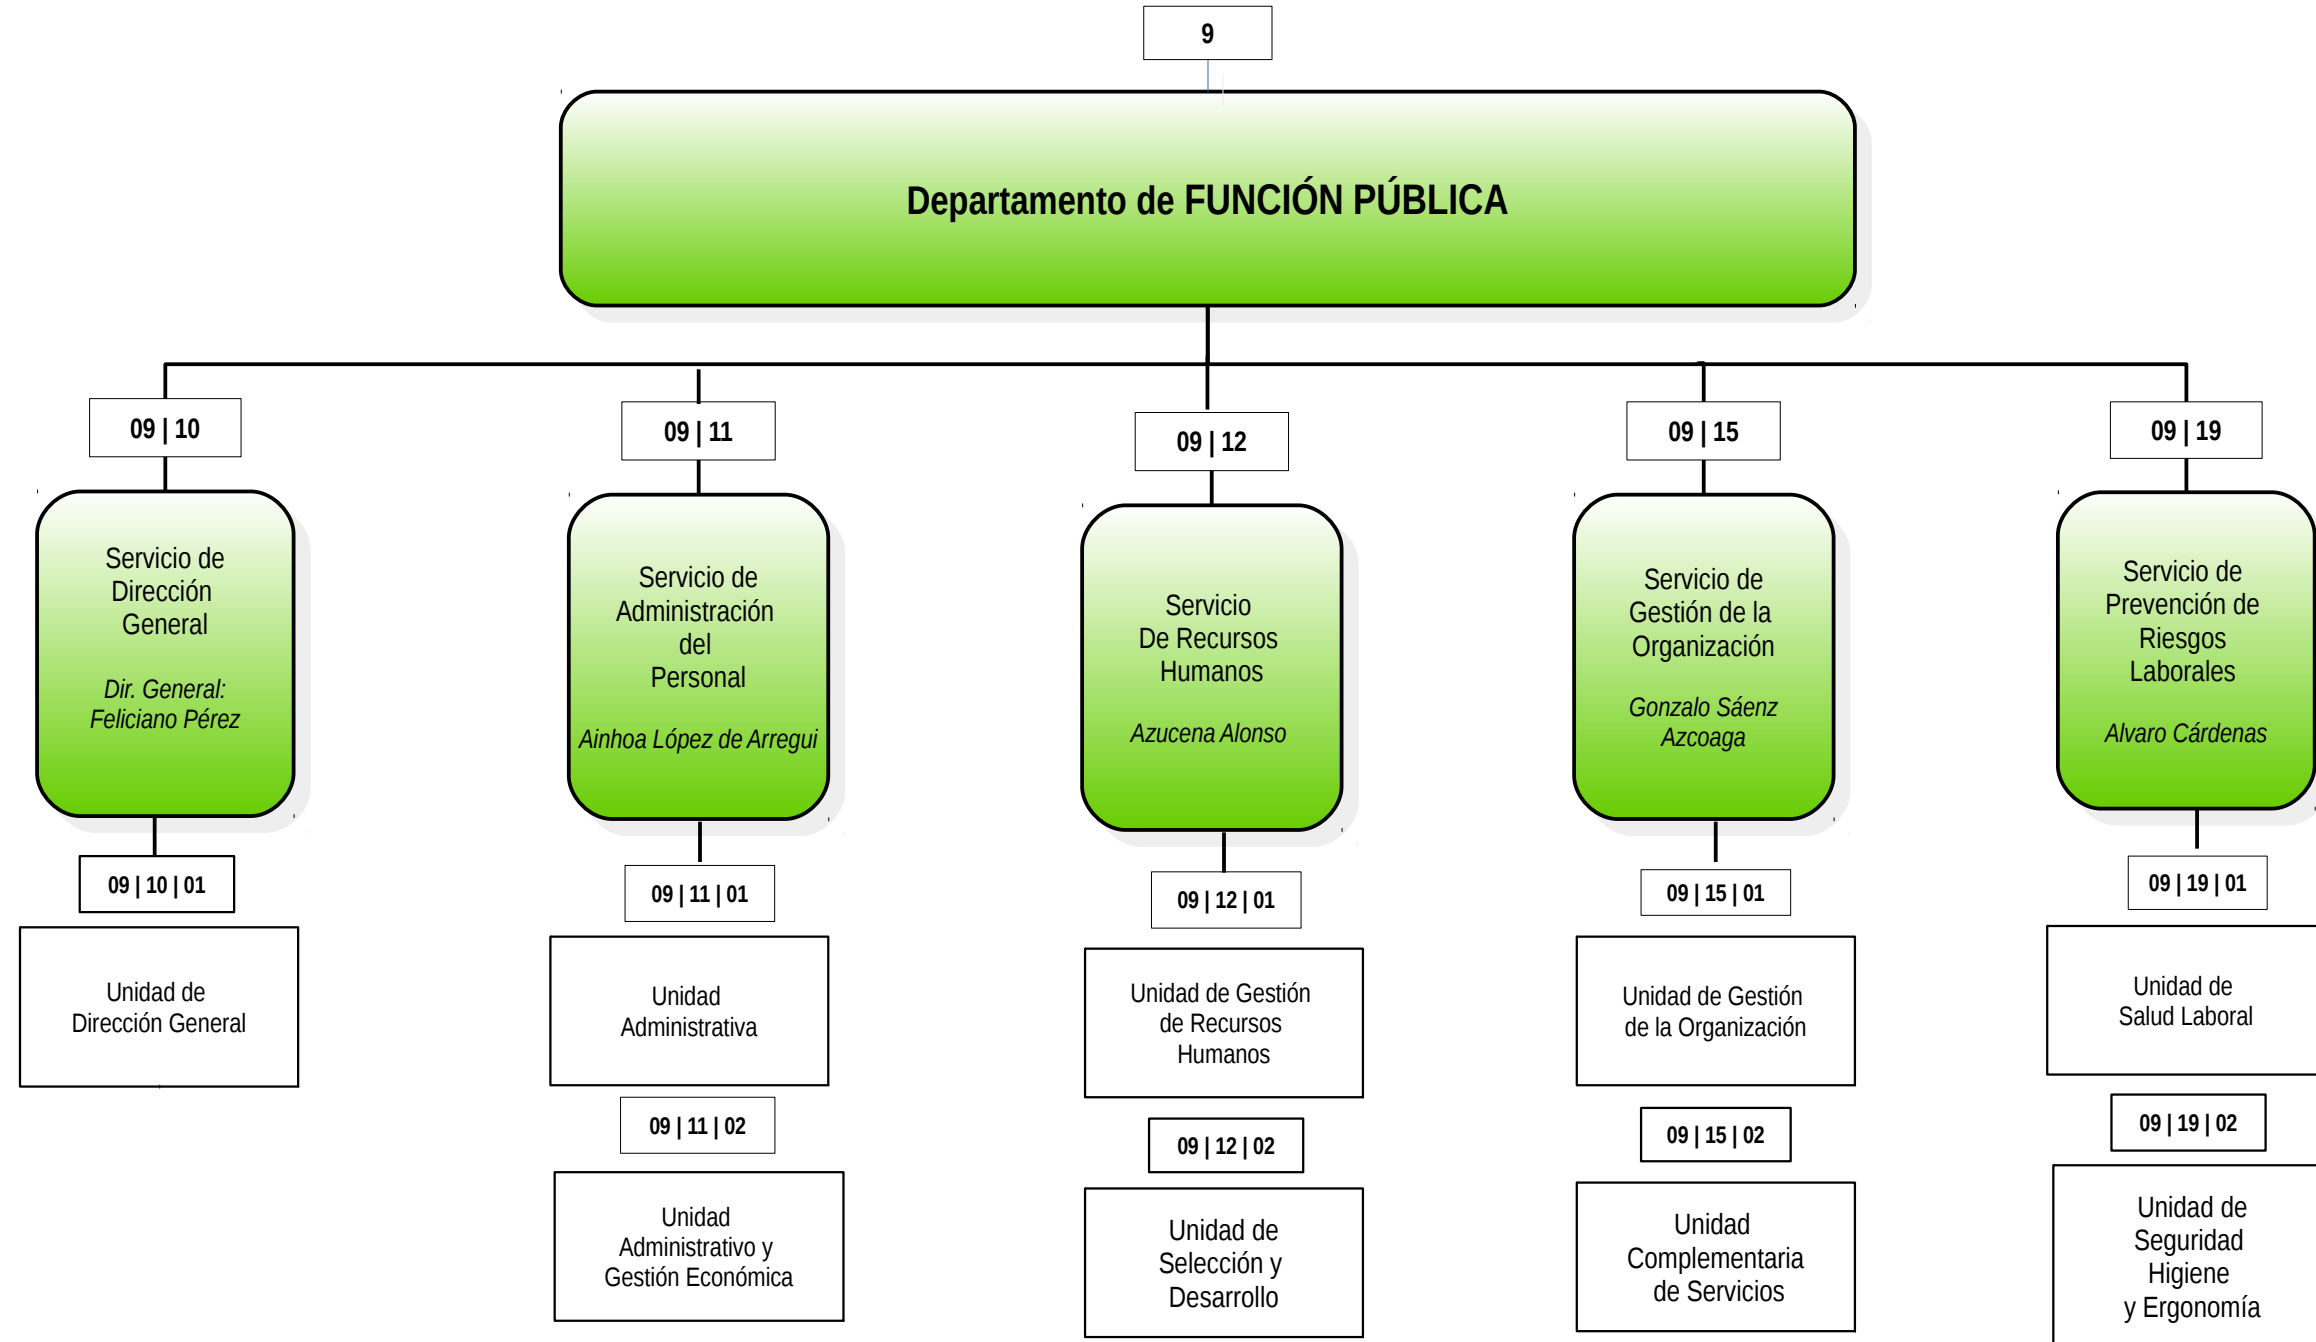 9
Departamento de FUNCIÓN PÚBLICA
09 | 10
Servicio de
Dirección
General
Dir. General:
Feliciano Pérez
09 | 10 | 01
Unidad de
Dirección General
09 | 11
Servicio de
Administración
del
Personal
Ainhoa López de Arregui
09 | 11 | 01
Unidad
Administrativa
09 | 11 | 02
Unidad
Administrativo y
Gestión Económica
09 | 12
Servicio
De Recursos
Humanos
Azucena Alonso
09 | 12 | 01
Unidad de Gestión
de Recursos
Humanos
09 | 12 | 02
Unidad de
Selección y
Desarrollo
09 | 15
Servicio de
Gestión de la
Organización
Gonzalo Sáenz
Azcoaga
09 | 15 | 01
Unidad de Gestión
de la Organización
09 | 15 | 02
Unidad
Complementaria
de Servicios
09 | 19
Servicio de
Prevención de
Riesgos
Laborales
Alvaro Cárdenas
09 | 19 | 01
Unidad de
Salud Laboral
09 | 19 | 02
Unidad de
Seguridad
Higiene
y Ergonomía